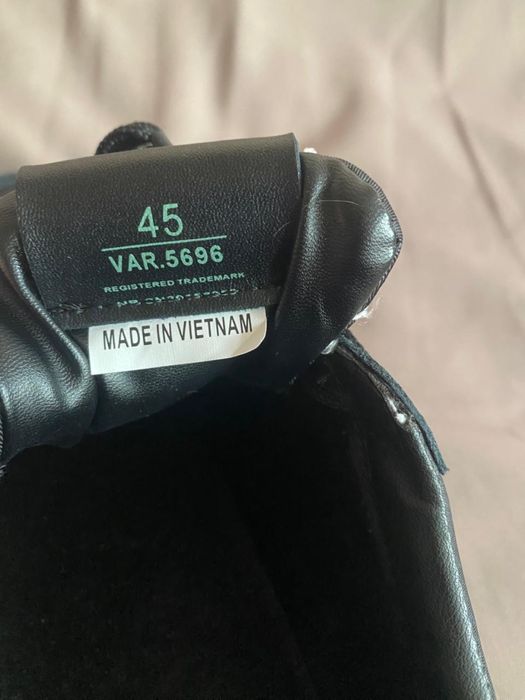 45
VAR.5696
REGISTERED TRADEMARK
MADE IN VIETNAM